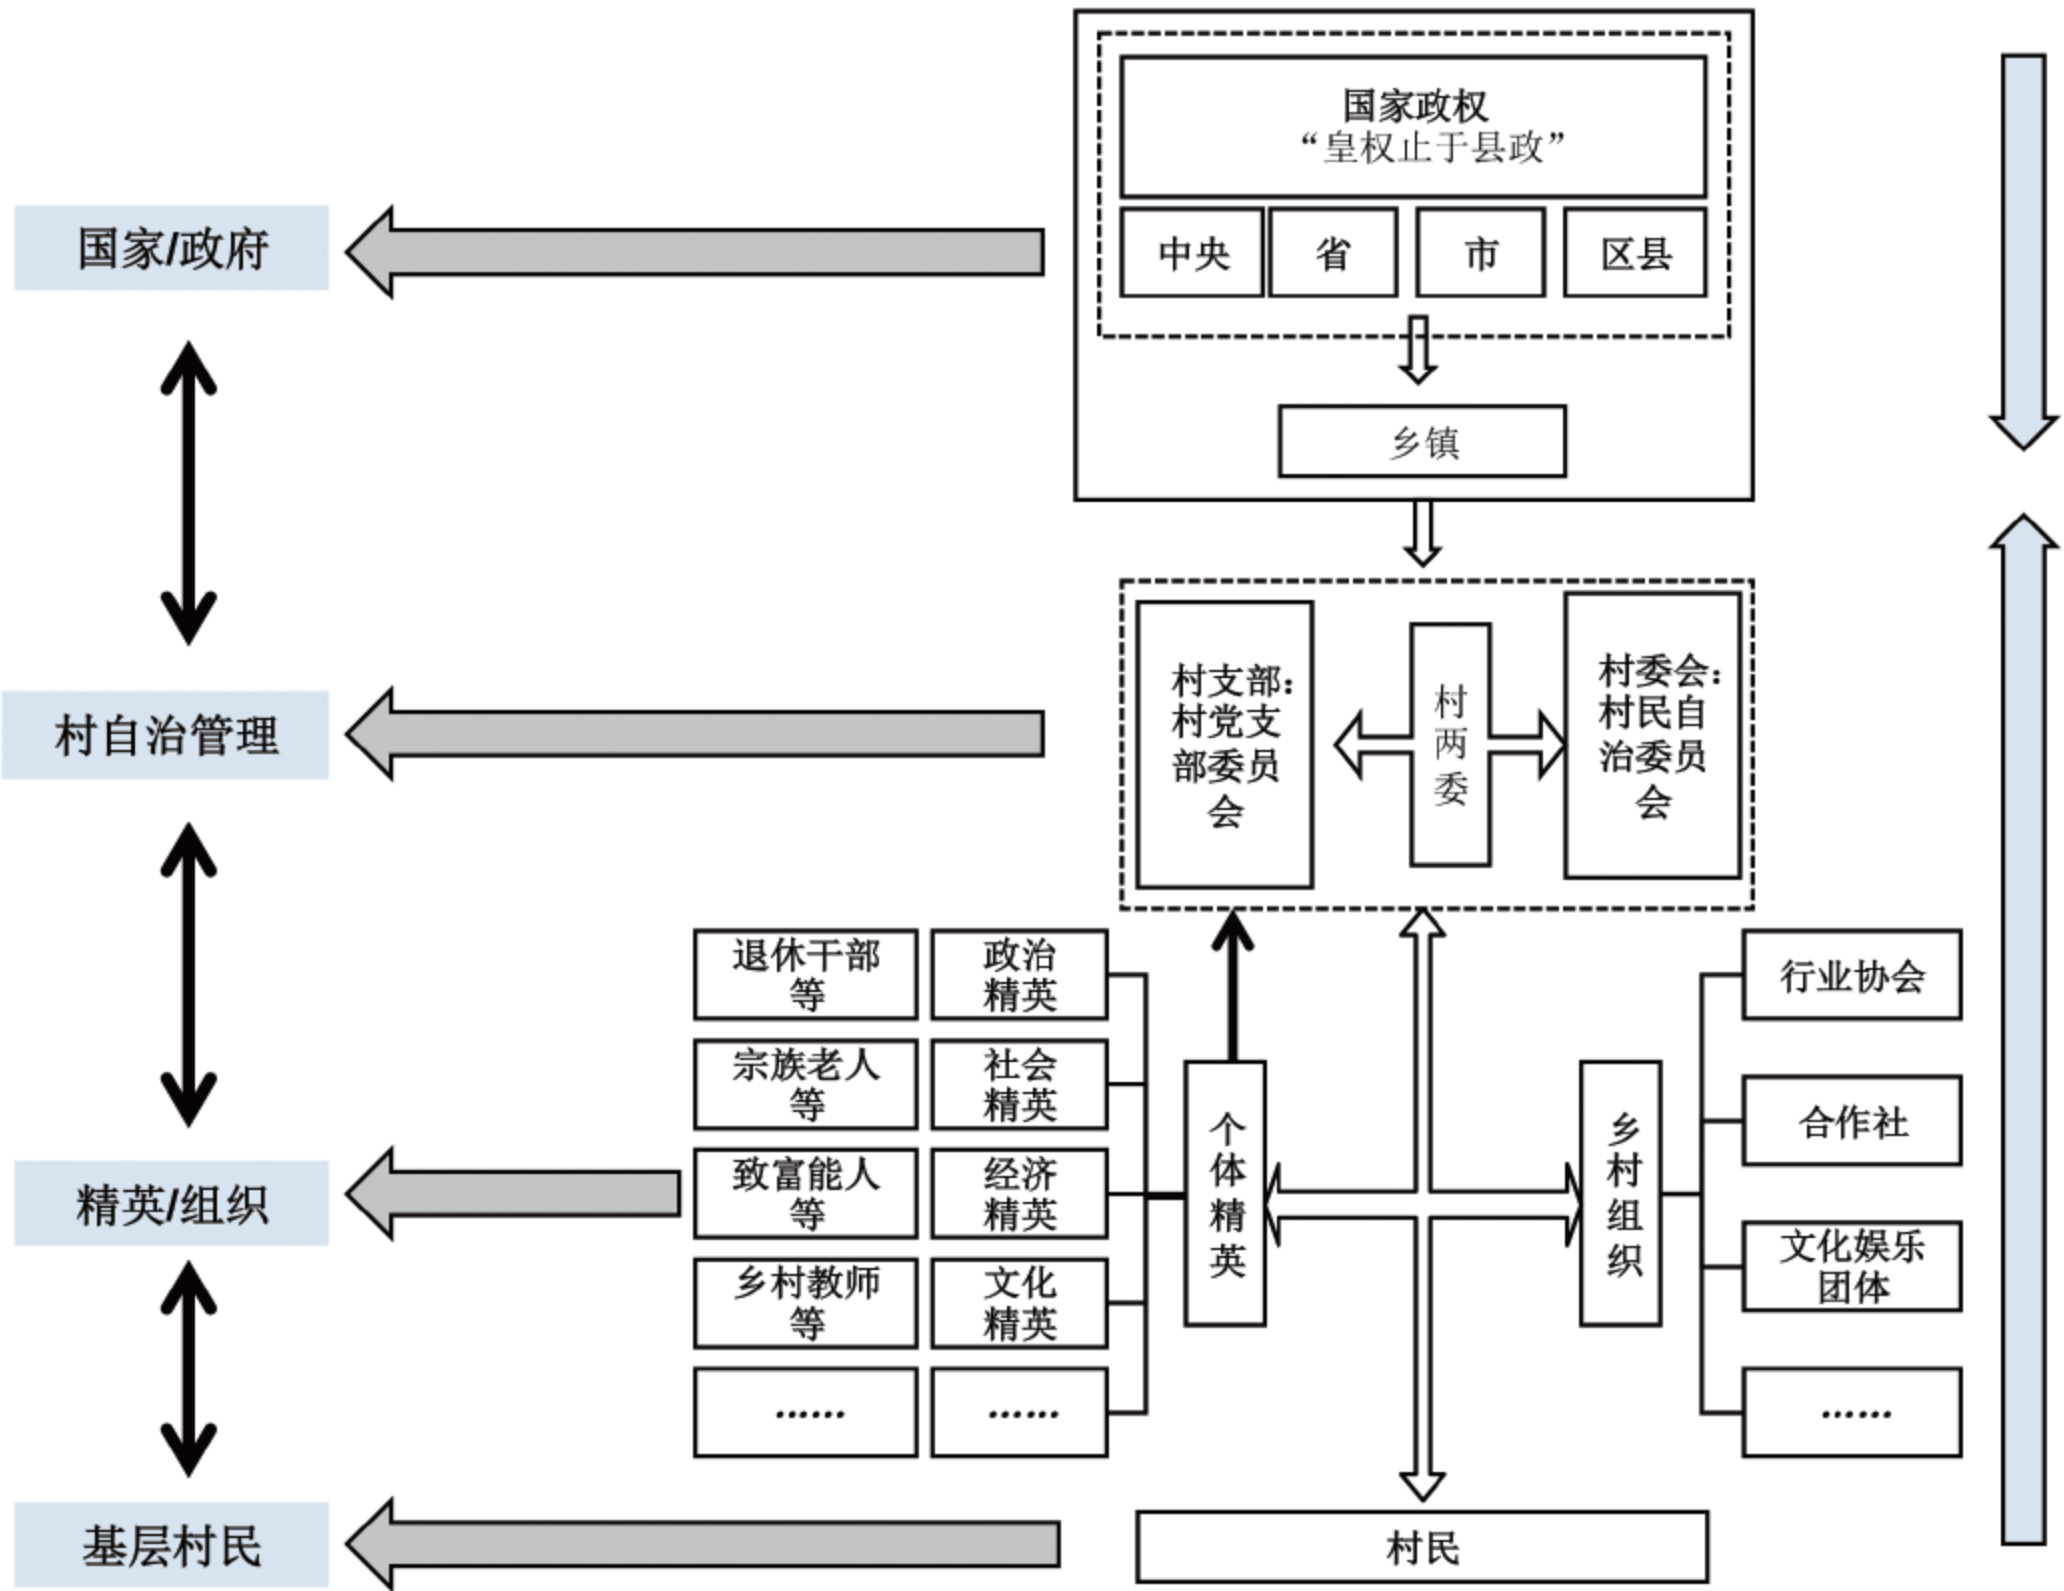 国家政权
“皇权止于县政”
国家/政府
中央
省
市
区县
乡镇
村自治管理
村支部：
村党支
部委员
会
村
两
委
村委会：
村民自
治委员
会
退休干部
等
政治
精英
行业协会
宗族老人
等
社会
精英
合作社
精英/组织
致富能人
等
经济
精英
个
体
精
英
乡
村
组
织
乡村教师
等
文化
精英
文化娱乐
团体
……
……
……
基层村民
村民